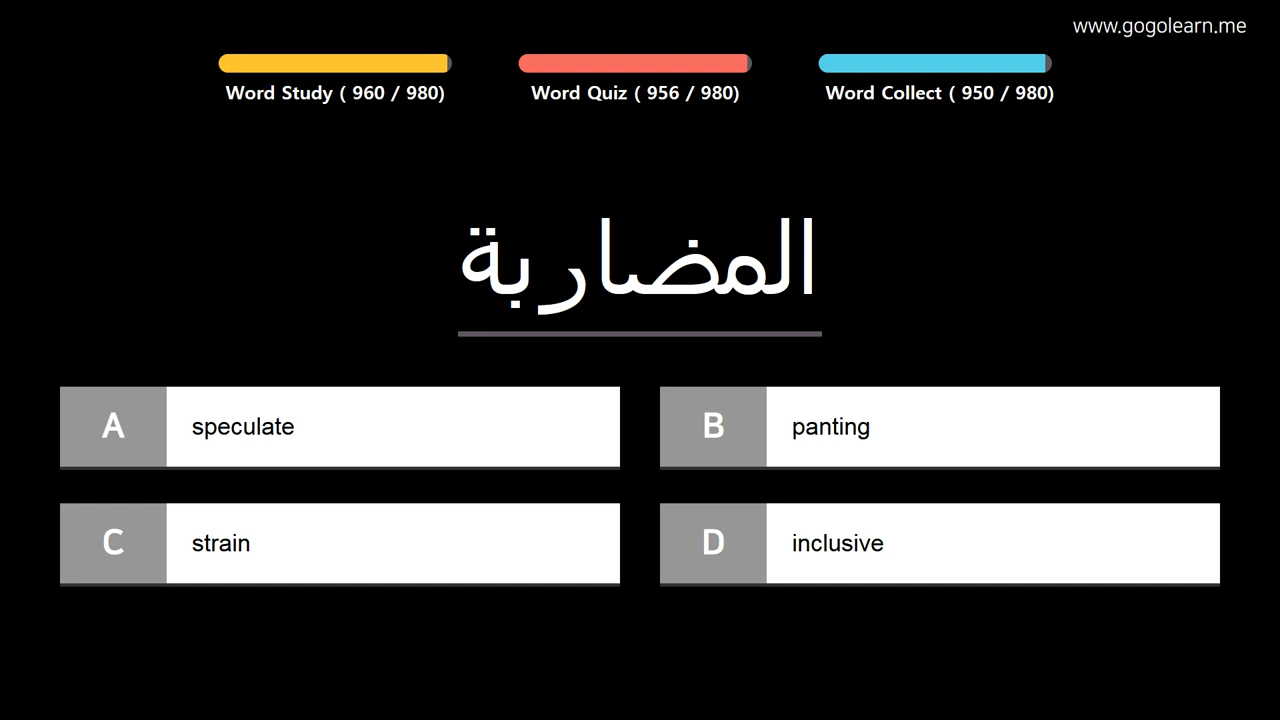 www.gogolearn.me
Word Study ( 960 / 980)
Word Quiz ( 956 / 980)
Word Collect ( 950 / 980)
المضاربة
A speculate
B panting
C strain
D inclusive